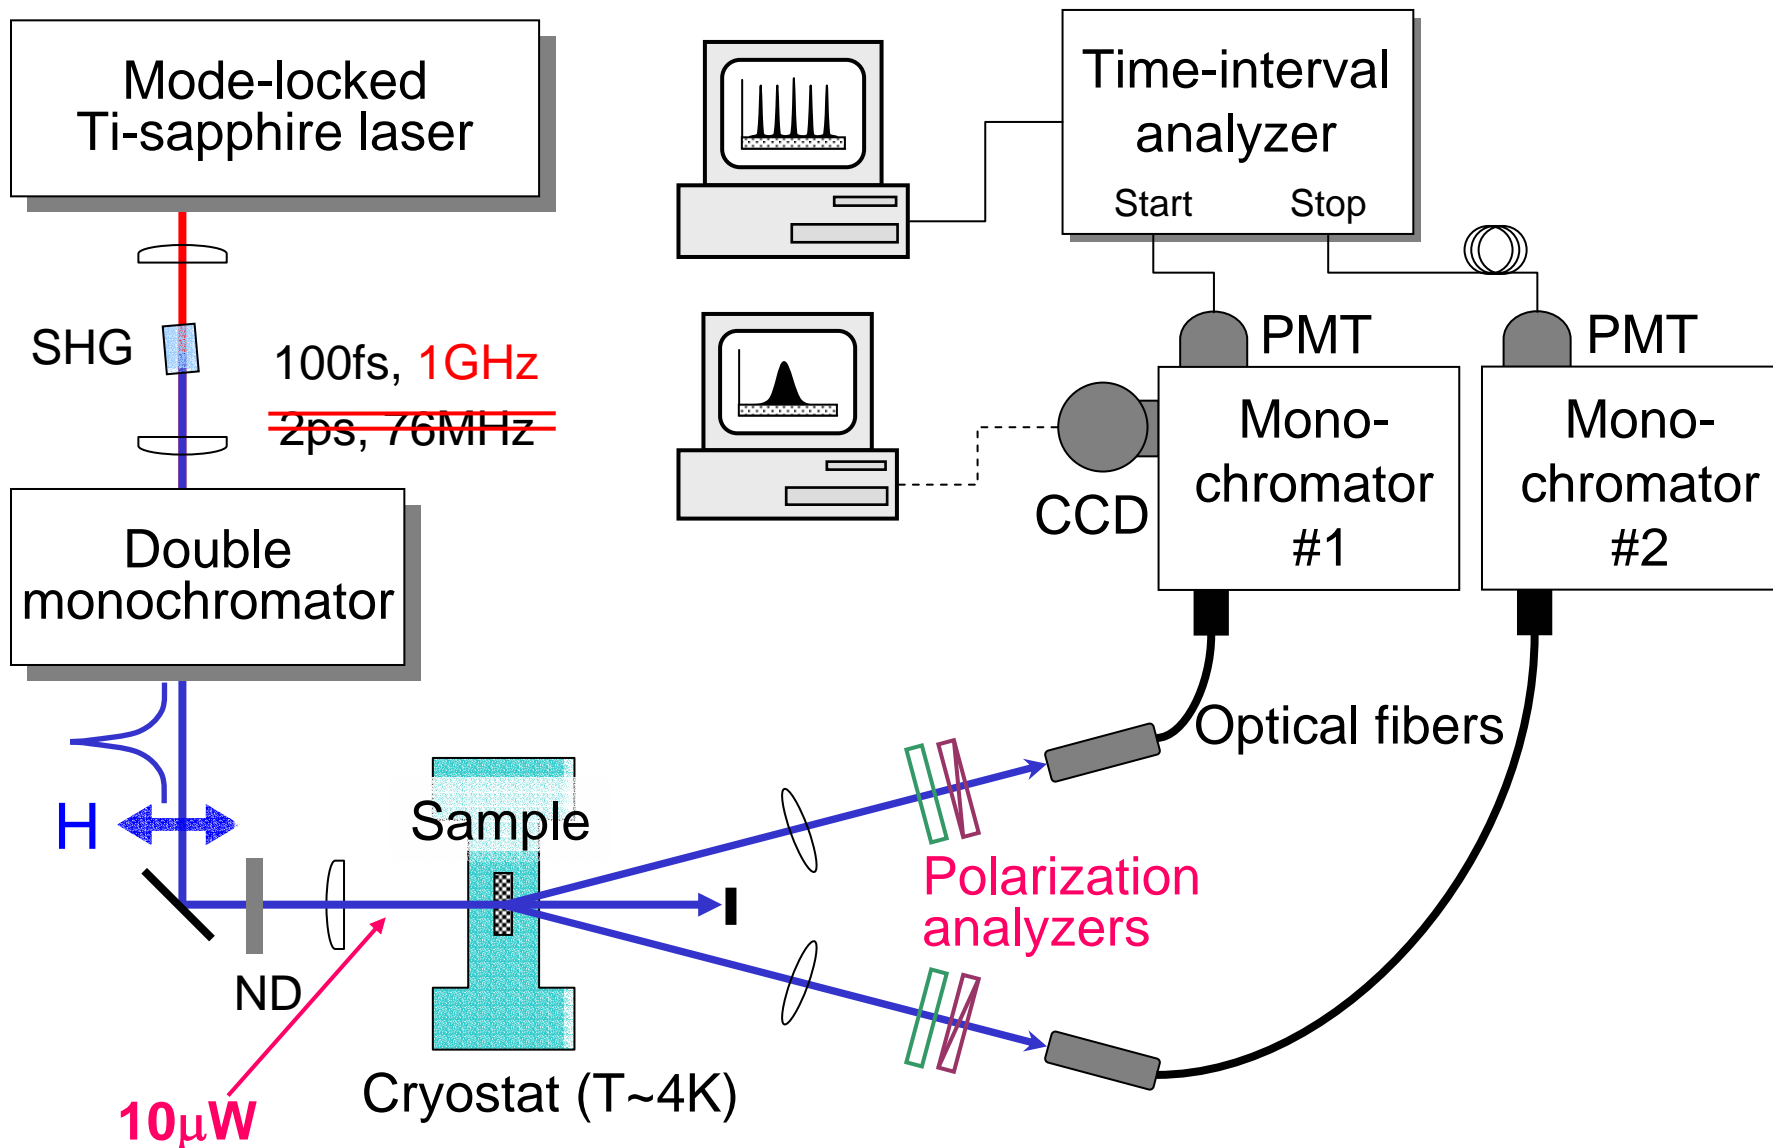 Mode-locked
Ti-sapphire laser
SHG
100fs, 1GHz
2ps, 76MHz
Double
monochromator
H
ND
10μW
Sample
Cryostat (T~4K)
Time-interval
analyzer
Start
Stop
PMT
PMT
CCD
Mono-
chromator
#1
Mono-
chromator
#2
Optical fibers
Polarization
analyzers